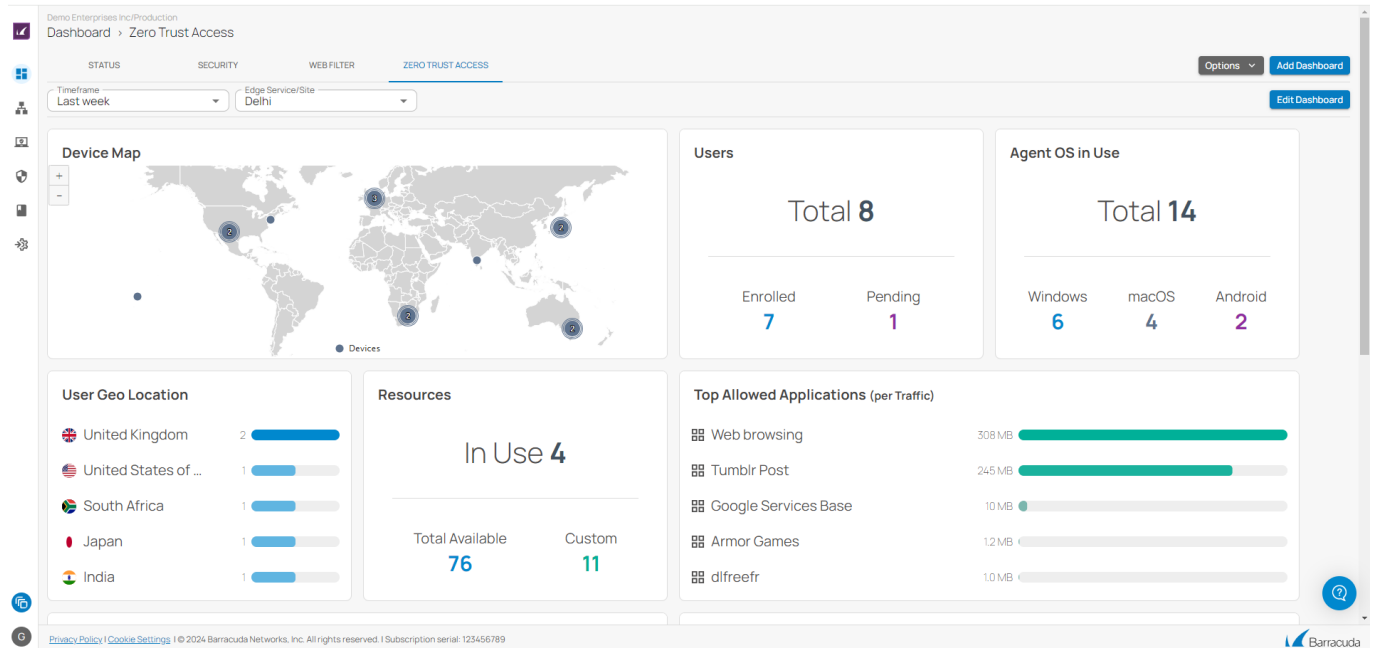 Demo Enterprises Inc/Production
Dashboard › Zero Trust Access
STATUS SECURITY WEB FILTER ZERO TRUST ACCESS Options Add Dashboard
Timeframe Edge Service/Site
Last week Delhi Edit Dashboard
Device Map
+
−
2
2
2
2
Devices
Users
Total 8
Enrolled Pending
7 1
Agent OS in Use
Total 14
Windows macOS Android
6 4 2
User Geo Location
United Kingdom 2
United States of ... 1
South Africa 1
Japan 1
India 1
Resources
In Use 4
Total Available Custom
76 11
Top Allowed Applications (per Traffic)
Web browsing 308 MB
Tumblr Post 245 MB
Google Services Base 10 MB
Armor Games 1.2 MB
dlfreefr 1.0 MB
G
Privacy Policy | Cookie Settings | © 2024 Barracuda Networks, Inc. All rights reserved. | Subscription serial: 123456789
Barracuda